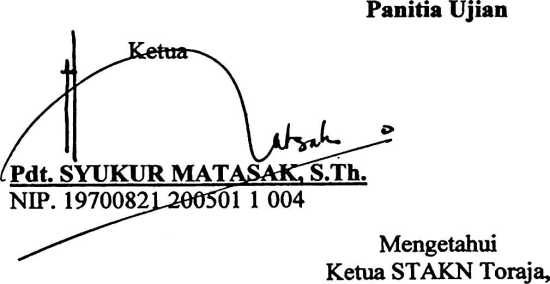 Panitia Ujian
Ketua
Pdt. SYUKUR MATASAK, S.Th.
NIP. 19700821 200501 1 004
Mengetahui
Ketua STAKN Toraja,